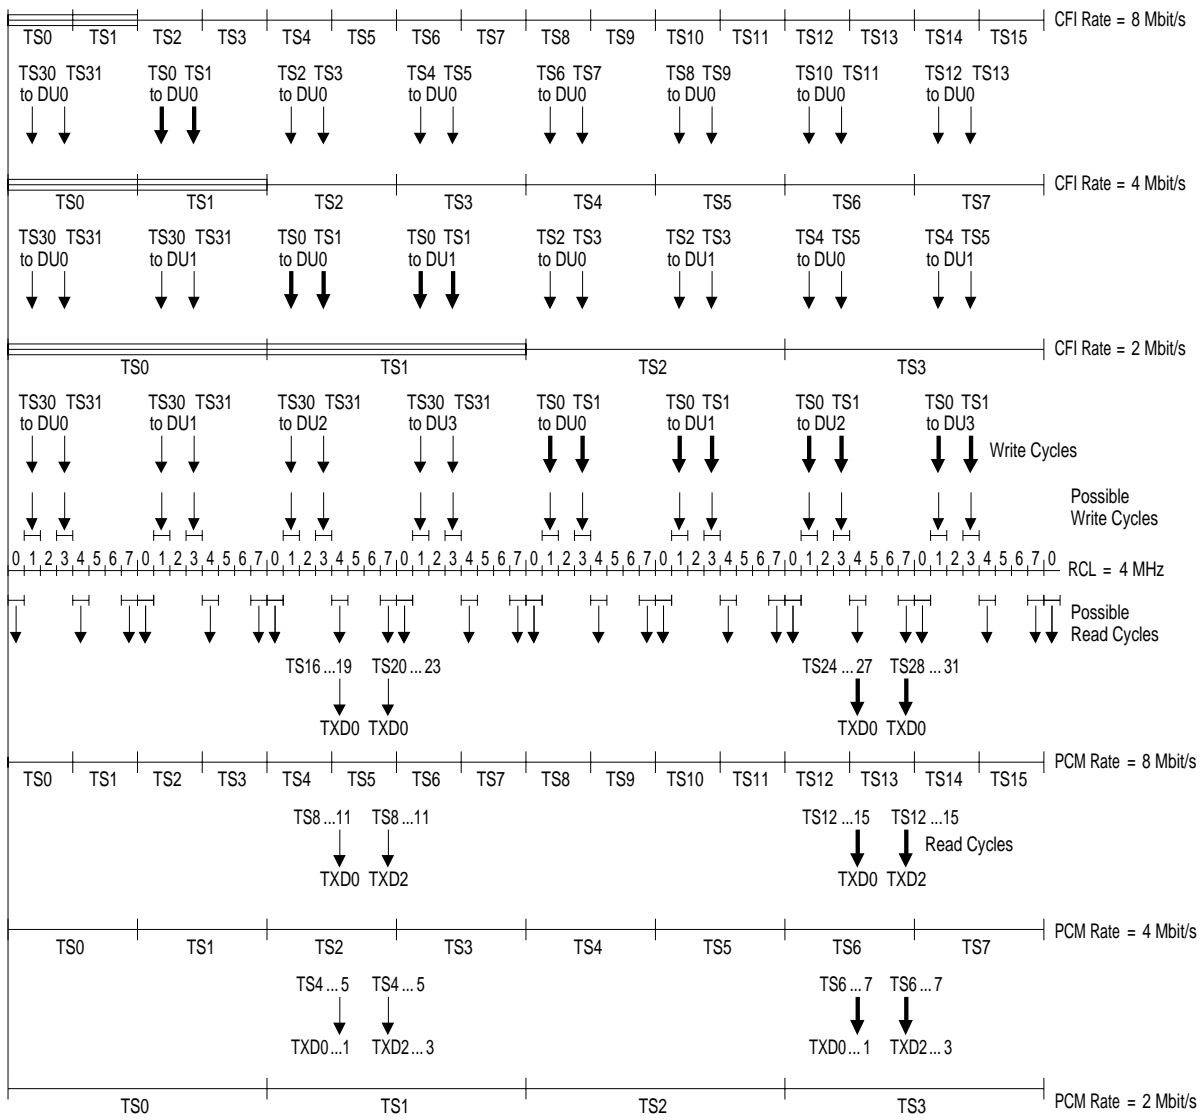 CFI Rate = 8 Mbit/s
TS0 TS1 TS2 TS3 TS4 TS5 TS6 TS7 TS8 TS9 TS10 TS11 TS12 TS13 TS14 TS15
TS30 TS31 TS0 TS1 TS2 TS3 TS4 TS5 TS6 TS7 TS8 TS9 TS10 TS11 TS12 TS13
to DU0 to DU0 to DU0 to DU0 to DU0 to DU0 to DU0 to DU0
CFI Rate = 4 Mbit/s
TS0 TS1 TS2 TS3 TS4 TS5 TS6 TS7
TS30 TS31 TS30 TS31 TS0 TS1 TS0 TS1 TS2 TS3 TS2 TS3 TS4 TS5 TS4 TS5
to DU0 to DU1 to DU0 to DU1 to DU0 to DU1 to DU0 to DU1
CFI Rate = 2 Mbit/s
TS0 TS1 TS2 TS3
TS30 TS31 TS30 TS31 TS30 TS31 TS30 TS31 TS0 TS1 TS0 TS1 TS0 TS1 TS0 TS1
to DU0 to DU1 to DU2 to DU3 to DU0 to DU1 to DU2 to DU3
Write Cycles
Possible
Write Cycles
0 1 2 3 4 5 6 7 0 1 2 3 4 5 6 7 0 1 2 3 4 5 6 7 0 1 2 3 4 5 6 7 0 1 2 3 4 5 6 7 0 1 2 3 4 5 6 7 0 1 2 3 4 5 6 7 0 1 2 3 4 5 6 7 0
RCL = 4 MHz
Possible
Read Cycles
TS16 ... 19 TS20 ... 23 TS24 ... 27 TS28 ... 31
TXD0 TXD0 TXD0 TXD0
PCM Rate = 8 Mbit/s
TS0 TS1 TS2 TS3 TS4 TS5 TS6 TS7 TS8 TS9 TS10 TS11 TS12 TS13 TS14 TS15
TS8 ... 11 TS8 ... 11 TS12 ... 15 TS12 ... 15
Read Cycles
TXD0 TXD2 TXD0 TXD2
PCM Rate = 4 Mbit/s
TS0 TS1 TS2 TS3 TS4 TS5 TS6 TS7
TS4 ... 5 TS4 ... 5 TS6 ... 7 TS6 ... 7
TXD0 ... 1 TXD2 ... 3 TXD0 ... 1 TXD2 ... 3
PCM Rate = 2 Mbit/s
TS0 TS1 TS2 TS3